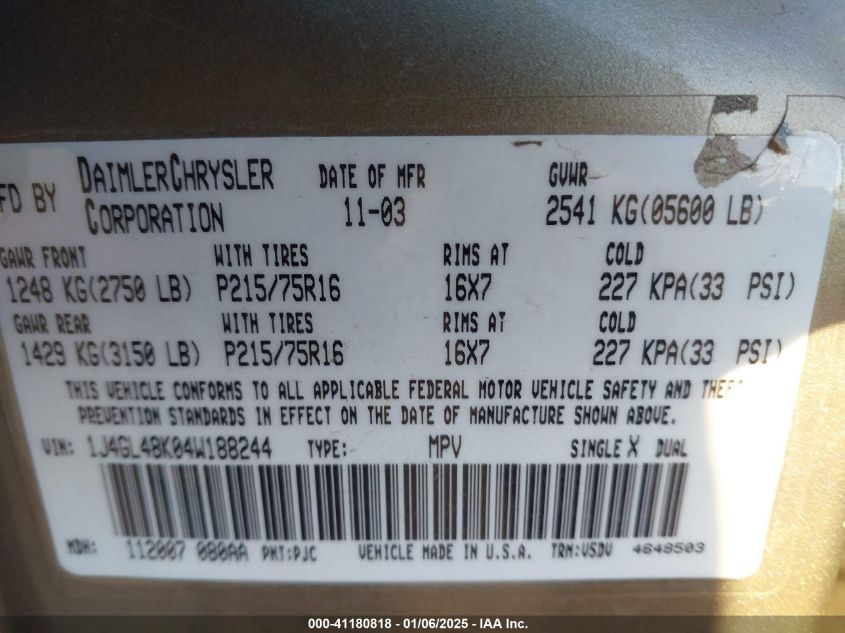 FD BY DAIMLERCHRYSLER CORPORATION DATE OF MFR 11-03 GVWR 2541 KG(05600 LB)
GAWR FRONT WITH TIRES RIMS AT COLD
1248 KG(2750 LB) P215/75R16 16X7 227 KPA(33 PSI)
GAWR REAR WITH TIRES RIMS AT COLD
1429 KG(3150 LB) P215/75R16 16X7 227 KPA(33 PSI)
THIS VEHICLE CONFORMS TO ALL APPLICABLE FEDERAL MOTOR VEHICLE SAFETY AND THEF
PREVENTION STANDARDS IN EFFECT ON THE DATE OF MANUFACTURE SHOWN ABOVE.
VIN: 1J4GL48K04W188244 TYPE: MPV SINGLE X DUAL
MDH: 112007 080AA PNT:PJC VEHICLE MADE IN U.S.A. TRM:VSDV 4648503
000-41180818 - 01/06/2025 - IAA Inc.